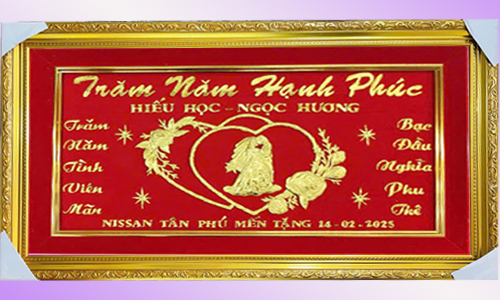 Trăm Năm Hạnh Phúc
HIẾU HỌC - NGỌC HƯƠNG
Trăm
Năm
Tình
Viên
Mãn
Bạc
Đầu
Nghĩa
Phu
Thê
NISSAN TÂN PHÚ MẾN TẶNG 14-02-2025